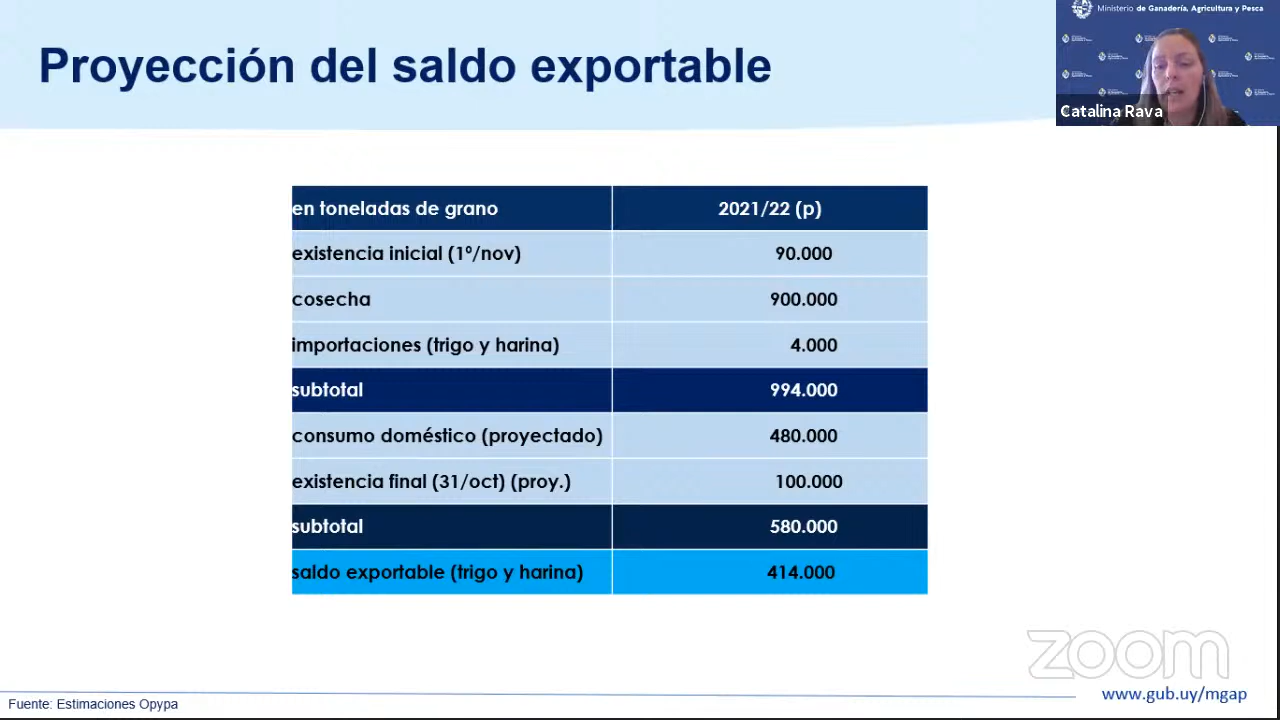 Proyección del saldo exportable
Ministerio de Ganadería, Agricultura y Pesca
Catalina Rava
en toneladas de grano 2021/22 (p)
existencia inicial (1º/nov) 90.000
cosecha 900.000
importaciones (trigo y harina) 4.000
subtotal 994.000
consumo doméstico (proyectado) 480.000
existencia final (31/oct) (proy.) 100.000
subtotal 580.000
saldo exportable (trigo y harina) 414.000
zoom
www.gub.uy/mgap
Fuente: Estimaciones Opypa